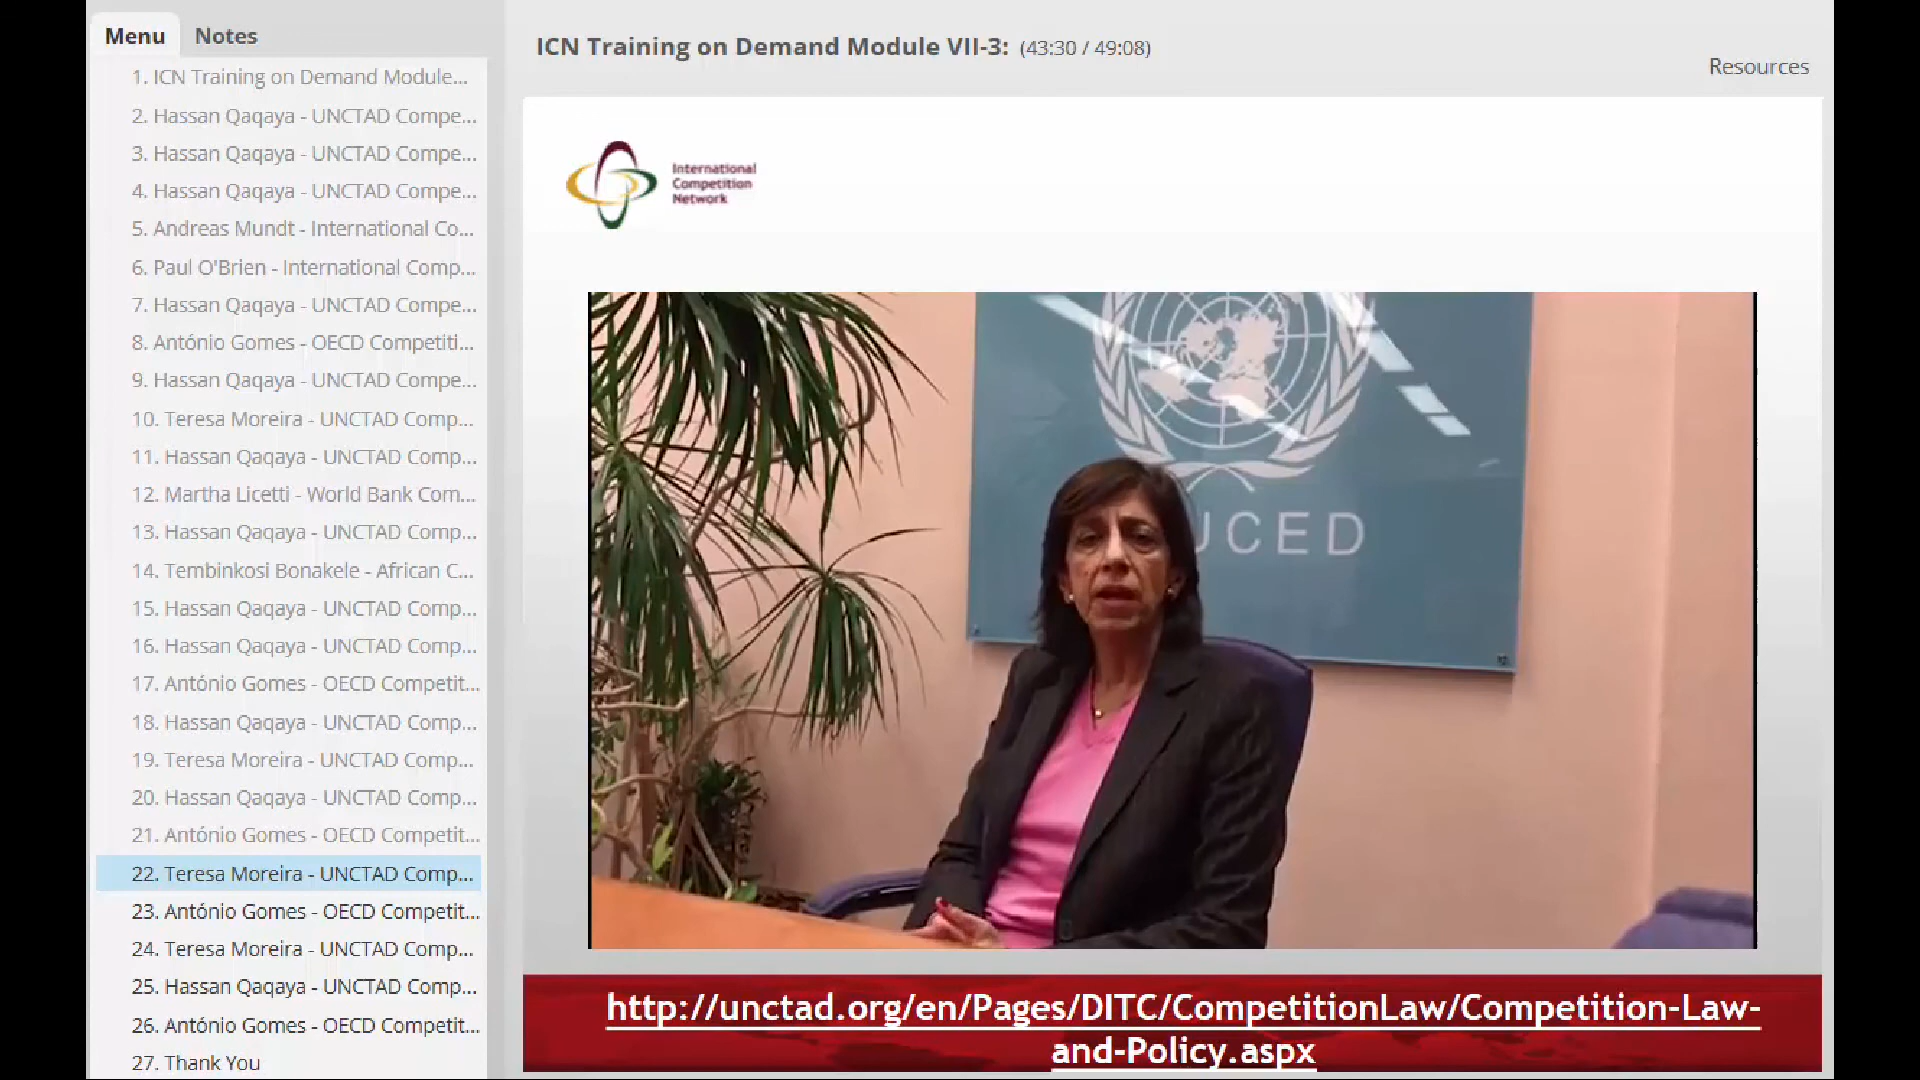 Menu
Notes
1. ICN Training on Demand Module...
2. Hassan Qaqaya - UNCTAD Compe...
3. Hassan Qaqaya - UNCTAD Compe...
4. Hassan Qaqaya - UNCTAD Compe...
5. Andreas Mundt - International Co...
6. Paul O'Brien - International Comp...
7. Hassan Qaqaya - UNCTAD Compe...
8. António Gomes - OECD Competiti...
9. Hassan Qaqaya - UNCTAD Compe...
10. Teresa Moreira - UNCTAD Comp...
11. Hassan Qaqaya - UNCTAD Comp...
12. Martha Licetti - World Bank Com...
13. Hassan Qaqaya - UNCTAD Comp...
14. Tembinkosi Bonakele - African C...
15. Hassan Qaqaya - UNCTAD Comp...
16. Hassan Qaqaya - UNCTAD Comp...
17. António Gomes - OECD Competit...
18. Hassan Qaqaya - UNCTAD Comp...
19. Teresa Moreira - UNCTAD Comp...
20. Hassan Qaqaya - UNCTAD Comp...
21. António Gomes - OECD Competit...
22. Teresa Moreira - UNCTAD Comp...
23. António Gomes - OECD Competit...
24. Teresa Moreira - UNCTAD Comp...
25. Hassan Qaqaya - UNCTAD Comp...
26. António Gomes - OECD Competit...
27. Thank You
ICN Training on Demand Module VII-3: (43:30 / 49:08)
Resources
International
Competition
Network
UCED
http://unctad.org/en/Pages/DITC/CompetitionLaw/Competition-Law-
and-Policy.aspx